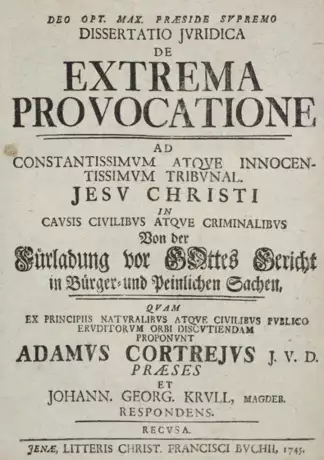 DEO OPT. MAX. PRÆSIDE SVPREMO
DISSERTATIO JVRIDICA
DE
EXTREMA
PROVOCATIONE
AD
CONSTANTISSIMVM ATQVE INNOCEN-
TISSIMVM TRIBVNAL.
JESV CHRISTI
IN
CAVSIS CIVILIBVS ATQVE CRIMINALIBVS
Von der
Fürladung vor GOttes Gericht
in Bürger- und Peinlichen Sachen,
QVAM
EX PRINCIPIIS NATVRALIBVS ATQVE CIVILIBVS PVBLICO
ERVDITORVM ORBI DISCVTIENDAM
PROPONVNT
ADAMVS CORTREJVS J. V. D.
PRÆSES
ET
JOHANN. GEORG. KRVLL, MAGDEB.
RESPONDENS.
RECVSA.
JENÆ, LITTERIS CHRIST. FRANCISCI BVCHII, 1745.